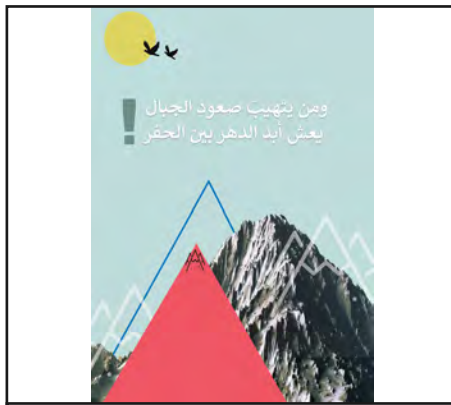 ومن يتهيب صعود الجبال
يعش أبد الدهر بين الحفر !